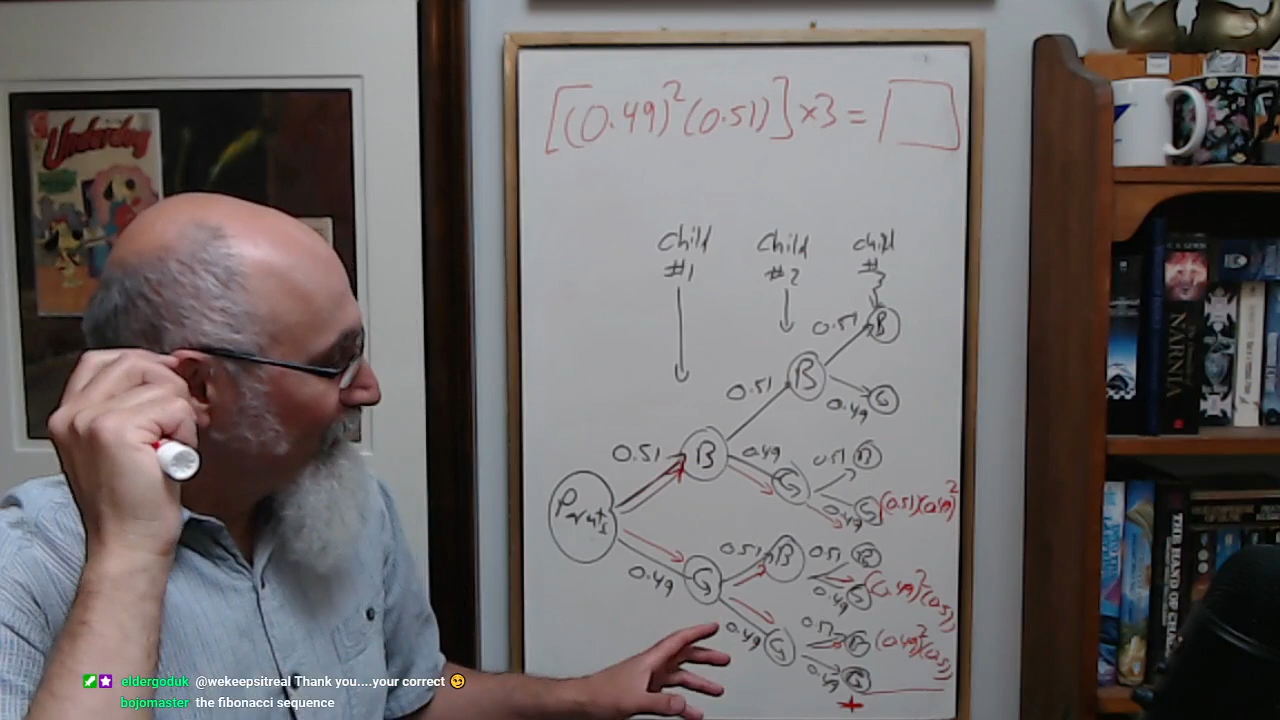 [(0.49)²(0.51)] x3 = □
Child #1
Child #2
child #3
0.51 B
0.51 B
0.49 G
0.51 B 0.49 G 0.51 B
0.49 G (0.51)(0.49)²
Parents
0.49 G 0.51 B 0.51 B
0.49 G (0.49)²(0.51)
0.49 G 0.51 B (0.49)²(0.51)
0.49 G
+
Underdog
NARNIA
eldergoduk @wekeepsitreal Thank you....your correct 😉
bojomaster the fibonacci sequence